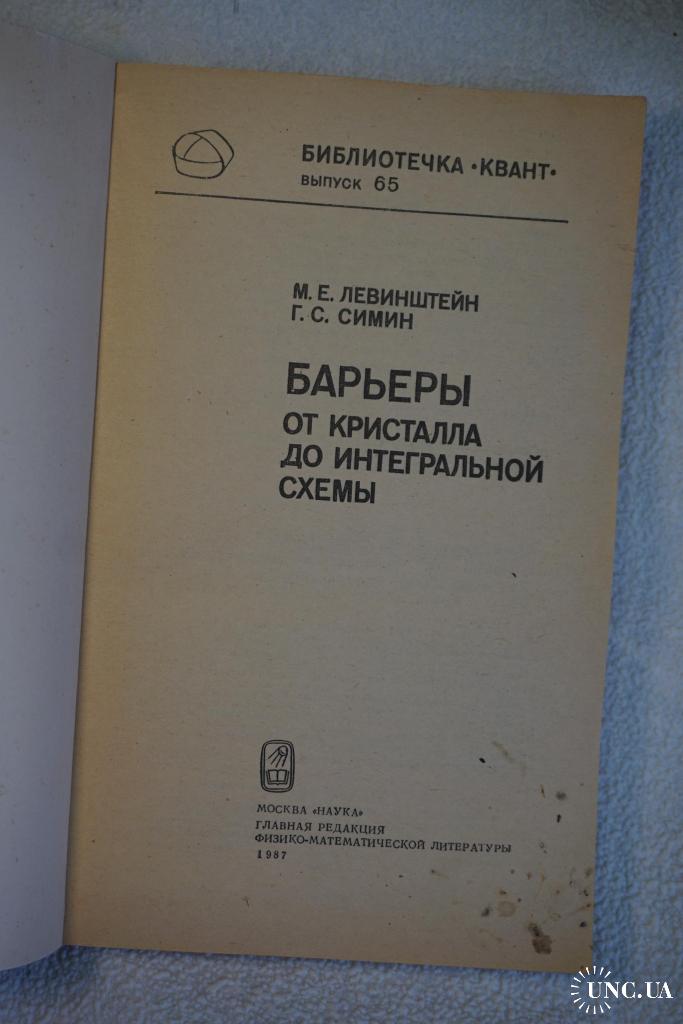 БИБЛИОТЕЧКА «КВАНТ»
ВЫПУСК 65
М. Е. ЛЕВИНШТЕЙН
Г. С. СИМИН
БАРЬЕРЫ
ОТ КРИСТАЛЛА
ДО ИНТЕГРАЛЬНОЙ
СХЕМЫ
МОСКВА «НАУКА»
ГЛАВНАЯ РЕДАКЦИЯ
ФИЗИКО-МАТЕМАТИЧЕСКОЙ ЛИТЕРАТУРЫ
1987
UNC.UA